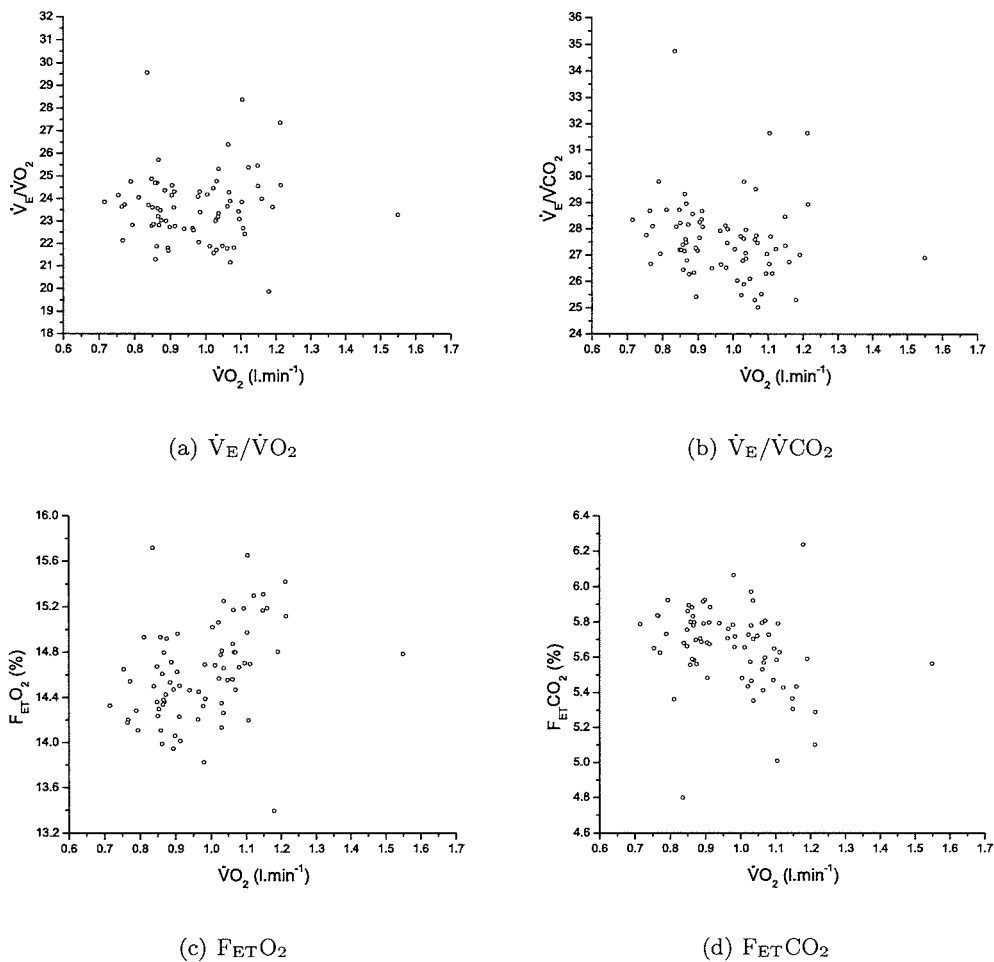 32
31
30
29
28
27
26
25
24
23
22
21
20
19
18
V̇E/V̇O2
0.6 0.7 0.8 0.9 1.0 1.1 1.2 1.3 1.4 1.5 1.6 1.7
V̇O2 (l.min-1)
(a) V̇E/V̇O2
36
35
34
33
32
31
30
29
28
27
26
25
24
V̇E/V̇CO2
0.6 0.7 0.8 0.9 1.0 1.1 1.2 1.3 1.4 1.5 1.6 1.7
V̇O2 (l.min-1)
(b) V̇E/V̇CO2
16.0
15.6
15.2
14.8
14.4
14.0
13.6
13.2
FETO2 (%)
0.6 0.7 0.8 0.9 1.0 1.1 1.2 1.3 1.4 1.5 1.6 1.7
V̇O2 (l.min-1)
(c) FETO2
6.4
6.2
6.0
5.8
5.6
5.4
5.2
5.0
4.8
4.6
FETCO2 (%)
0.6 0.7 0.8 0.9 1.0 1.1 1.2 1.3 1.4 1.5 1.6 1.7
V̇O2 (l.min-1)
(d) FETCO2